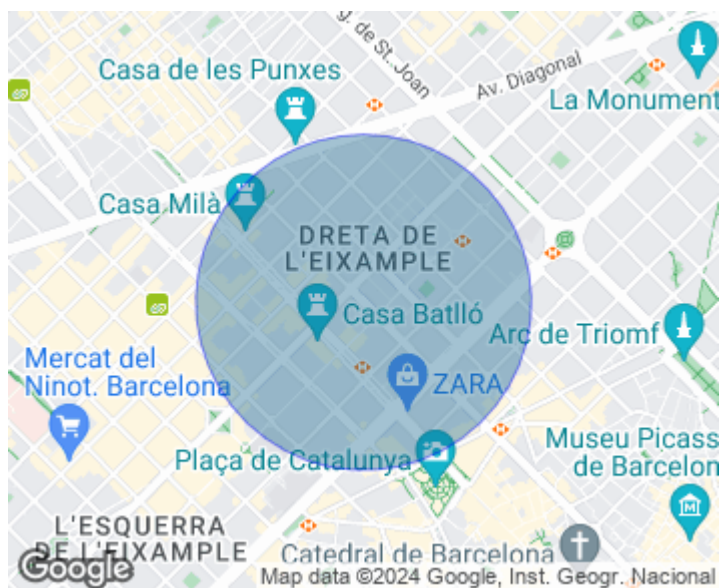 g. de St. Joan
Casa de les Punxes
Av. Diagonal
La Monument
Casa Milà
DRETA DE
L'EIXAMPLE
Casa Batlló
Arc de Triomf
Mercat del
Ninot. Barcelona
ZARA
Plaça de Catalunya
Museu Picass
de Barcelon
L'ESQUERRA
DE L'EIXAMPLE
Catedral de Barcelona
Google
Map data ©2024 Google, Inst. Geogr. Nacional